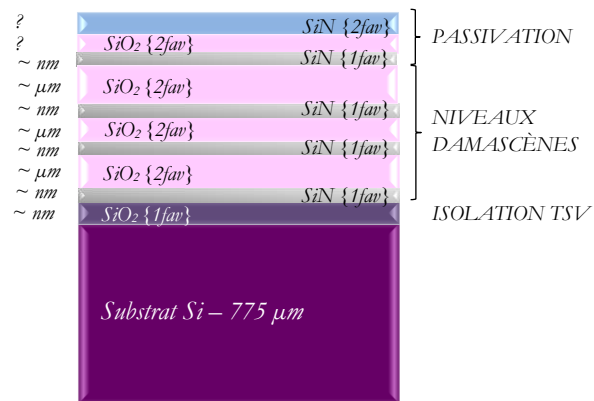 ? SiN {2fav}
? SiO2 {2fav} PASSIVATION
~ nm SiN {1fav}
~ μm SiO2 {2fav}
~ nm SiN {1fav} NIVEAUX
~ μm SiO2 {2fav} DAMASCÈNES
~ nm SiN {1fav}
~ μm SiO2 {2fav}
~ nm SiN {1fav}
~ nm SiO2 {1fav} ISOLATION TSV
Substrat Si – 775 μm